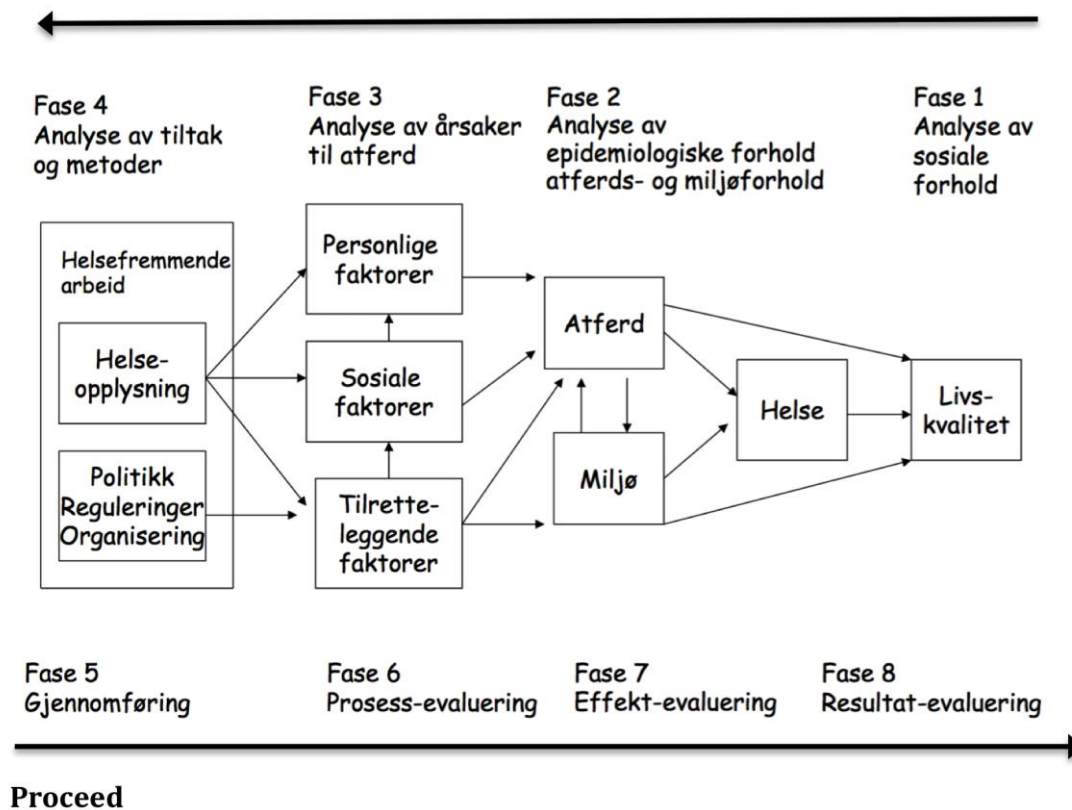 Fase 4
Analyse av tiltak
og metoder
Fase 3
Analyse av årsaker
til atferd
Fase 2
Analyse av
epidemiologiske forhold
atferds- og miljøforhold
Fase 1
Analyse av
sosiale
forhold
Helsefremmende
arbeid
Helse-
opplysning
Politikk
Reguleringer
Organisering
Personlige
faktorer
Sosiale
faktorer
Tilrette-
leggende
faktorer
Atferd
Miljø
Helse
Livs-
kvalitet
Fase 5
Gjennomføring
Fase 6
Prosess-evaluering
Fase 7
Effekt-evaluering
Fase 8
Resultat-evaluering
Proceed